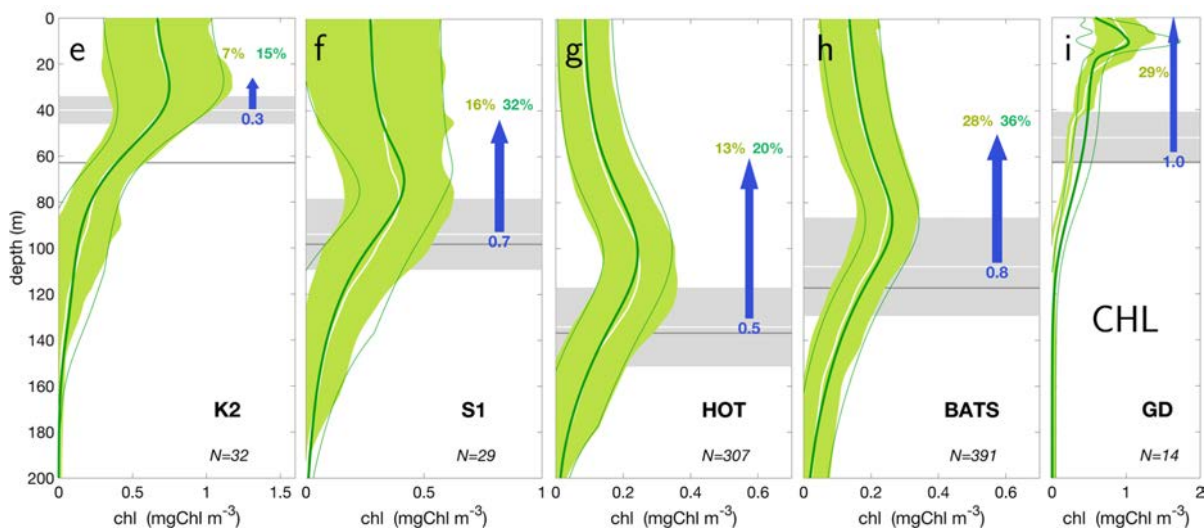 e
7% 15%
0.3
K2
N=32
f
16% 32%
0.7
S1
N=29
g
13% 20%
0.5
HOT
N=307
h
28% 36%
0.8
BATS
N=391
i
29%
1.0
CHL
GD
N=14
depth (m)
0
20
40
60
80
100
120
140
160
180
200
0 0.5 1 1.5
0 0.5 1
0 0.2 0.4 0.6
0 0.2 0.4 0.6
0 1 2
chl (mgChl m⁻³)
chl (mgChl m⁻³)
chl (mgChl m⁻³)
chl (mgChl m⁻³)
chl (mgChl m⁻³)